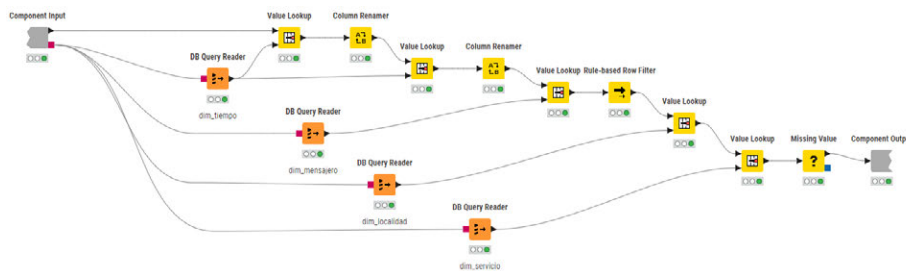 Component Input
Value Lookup
Column Renamer
DB Query Reader
dim_tiempo
Value Lookup
Column Renamer
DB Query Reader
dim_mensajero
Value Lookup
Rule-based Row Filter
DB Query Reader
dim_localidad
Value Lookup
DB Query Reader
dim_servicio
Value Lookup
Missing Value
?
Component Outp